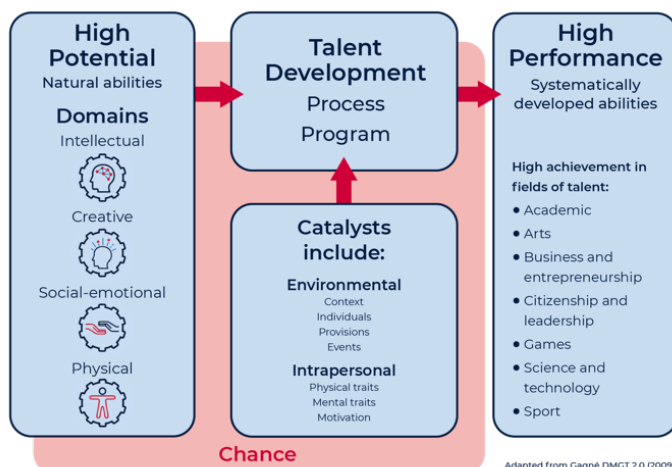 High
Potential
Natural abilities
Domains
Intellectual
Creative
Social-emotional
Physical
Talent
Development
Process
Program
Catalysts
include:
Environmental
Context
Individuals
Provisions
Events
Intrapersonal
Physical traits
Mental traits
Motivation
Chance
High
Performance
Systematically
developed abilities
High achievement in
fields of talent:
● Academic
● Arts
● Business and
entrepreneurship
● Citizenship and
leadership
● Games
● Science and
technology
● Sport
Adapted from Gagné DMGT 2.0 (2009